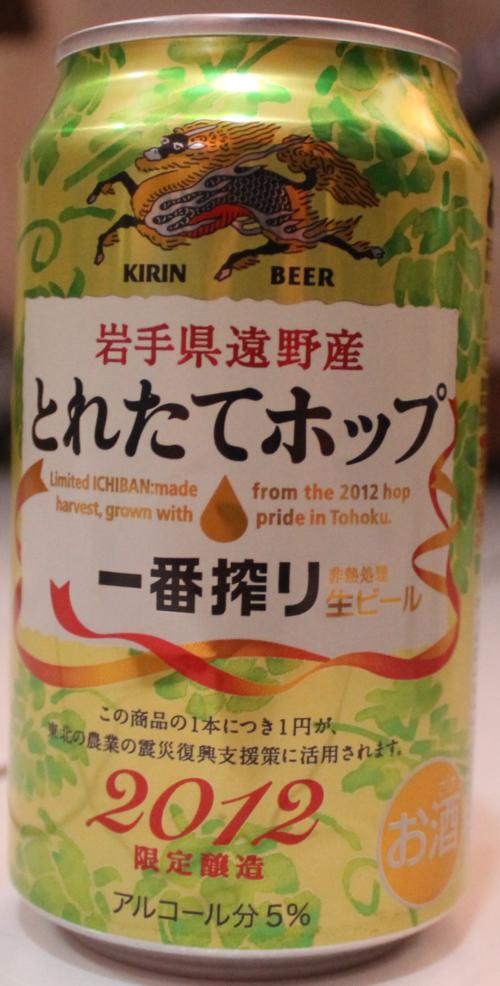 KIRIN BEER
岩手県遠野産
とれたてホップ
Limited ICHIBAN:made from the 2012 hop
harvest, grown with pride in Tohoku.
一番搾り
非熱処理
生ビール
この商品の1本につき1円が、
東北の農業の震災復興支援策に活用されます。
2012
限定醸造
お酒
アルコール分5%